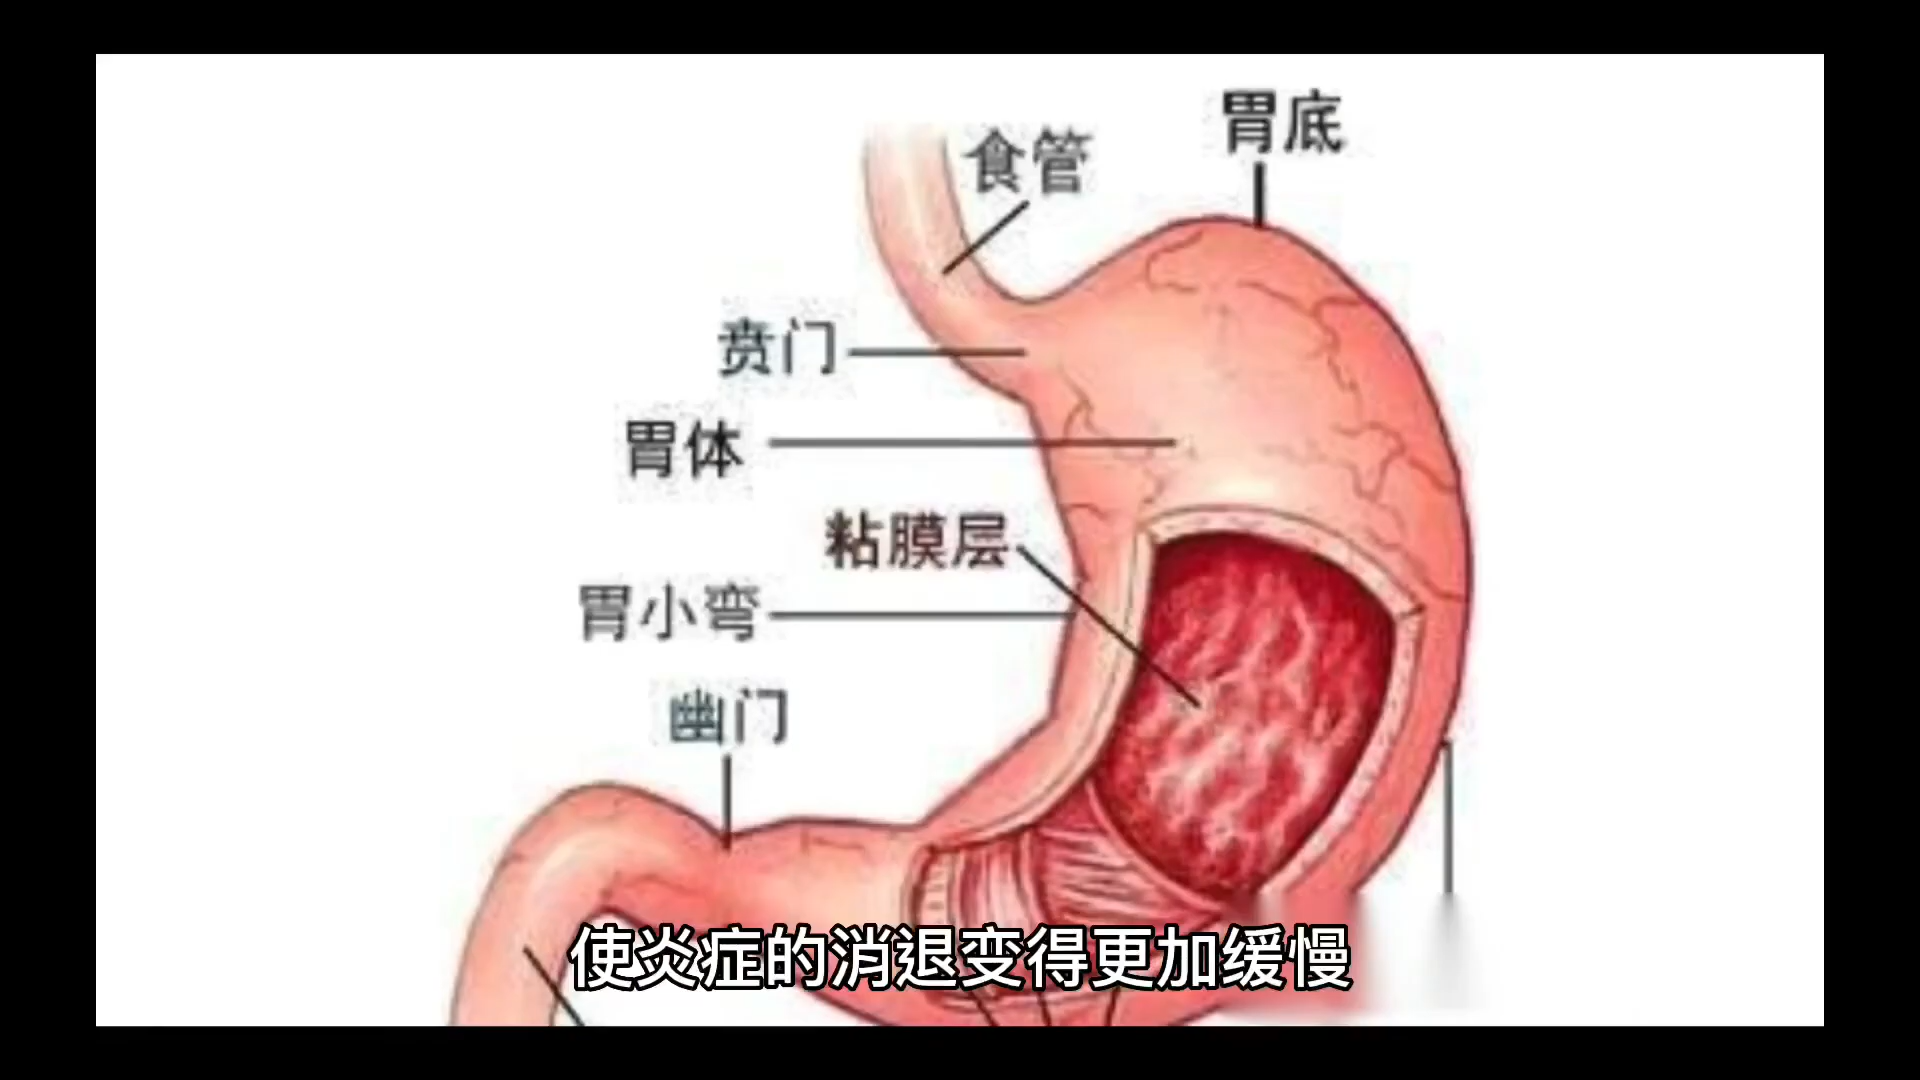 胃底
食管
贲门
胃体
粘膜层
胃小弯
幽门
使炎症的消退变得更加缓慢